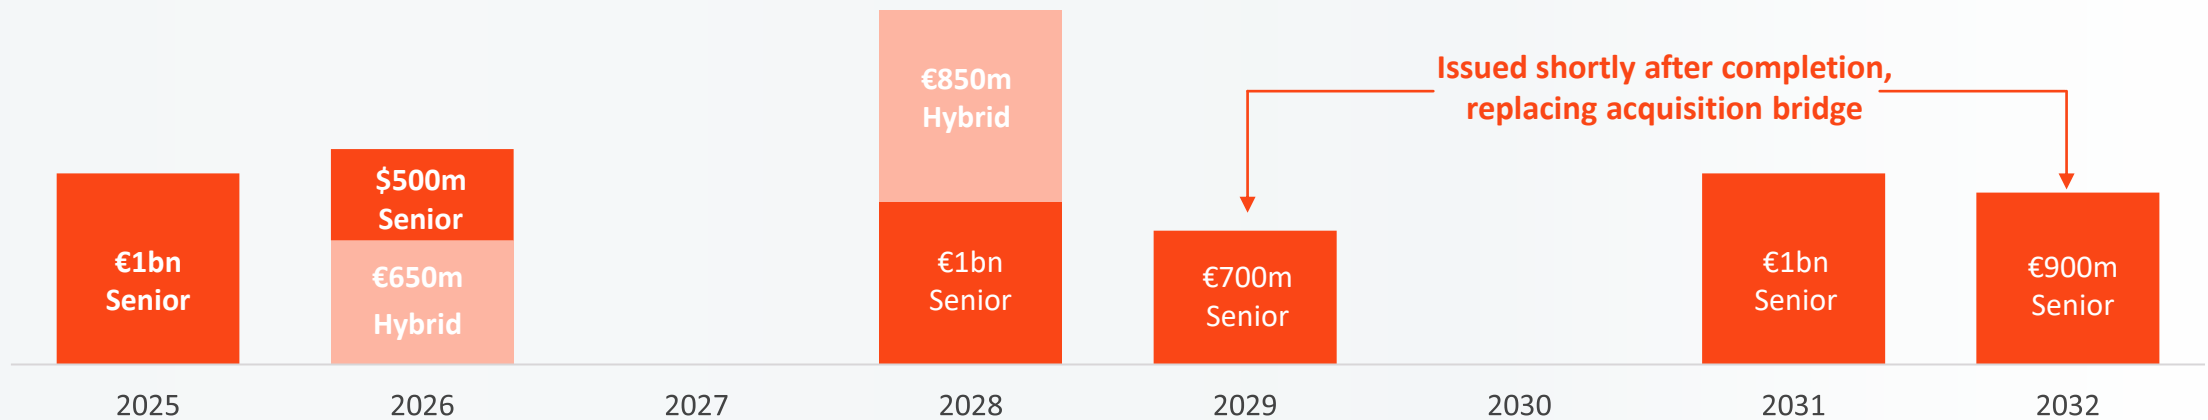 €850m
Hybrid
Issued shortly after completion,
replacing acquisition bridge
€1bn
Senior
$500m
Senior
€650m
Hybrid
€1bn
Senior
€700m
Senior
€1bn
Senior
€900m
Senior
2025
2026
2027
2028
2029
2030
2031
2032